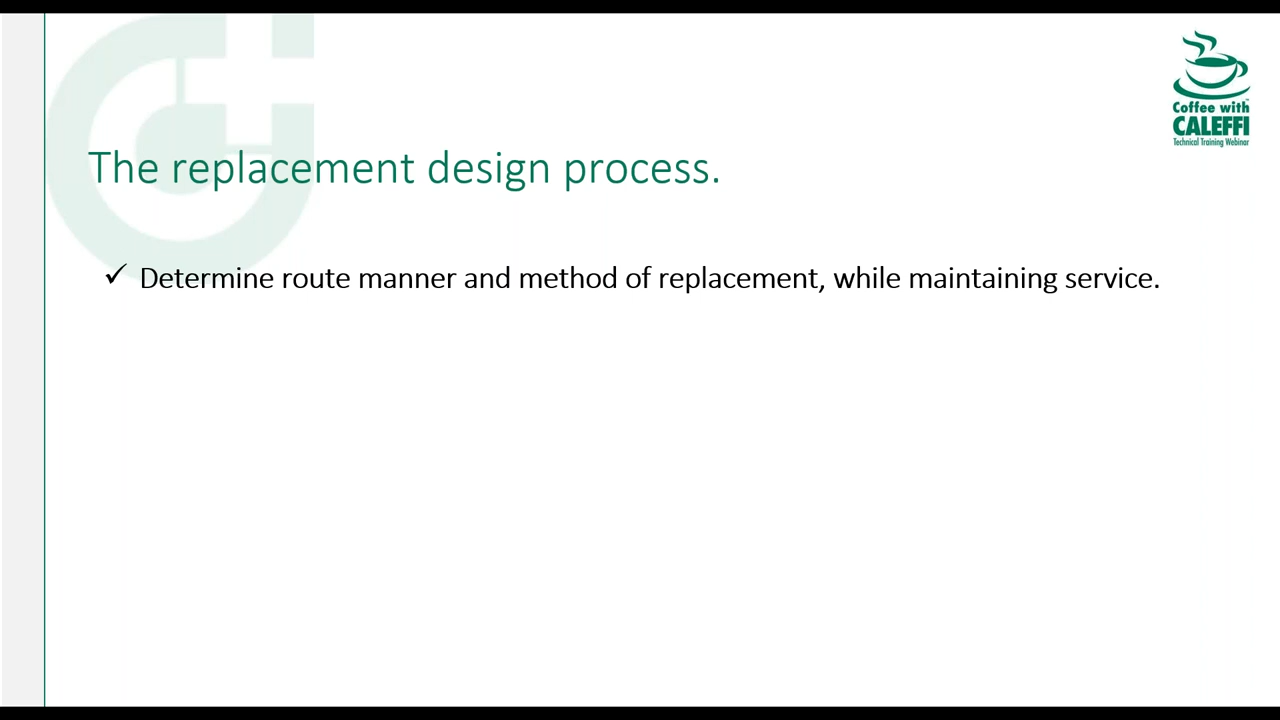 Coffee with
CALEFFI
Technical Training Webinar
The replacement design process.
✓ Determine route manner and method of replacement, while maintaining service.